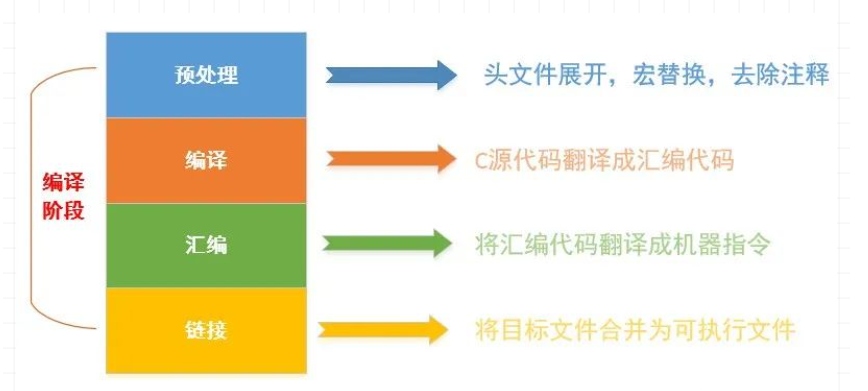 预处理
头文件展开，宏替换，去除注释
编译
阶段
编译
C源代码翻译成汇编代码
汇编
将汇编代码翻译成机器指令
链接
将目标文件合并为可执行文件